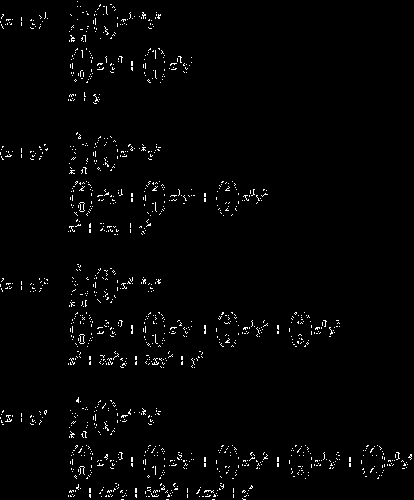 (x + y)^1 \sum_{k=0}^{1} \binom{1}{k} x^{1-k} y^k
\binom{1}{0} x^1 y^0 + \binom{1}{1} x^0 y^1
x + y
(x + y)^2 \sum_{k=0}^{2} \binom{2}{k} x^{2-k} y^k
\binom{2}{0} x^2 y^0 + \binom{2}{1} x^1 y^1 + \binom{2}{2} x^0 y^2
x^2 + 2xy + y^2
(x + y)^3 \sum_{k=0}^{3} \binom{3}{k} x^{3-k} y^k
\binom{3}{0} x^3 y^0 + \binom{3}{1} x^2 y^1 + \binom{3}{2} x^1 y^2 + \binom{3}{3} x^0 y^3
x^3 + 3x^2 y + 3xy^2 + y^3
(x + y)^4 \sum_{k=0}^{4} \binom{4}{k} x^{4-k} y^k
\binom{4}{0} x^4 y^0 + \binom{4}{1} x^3 y^1 + \binom{4}{2} x^2 y^2 + \binom{4}{3} x^1 y^3 + \binom{4}{4} x^0 y^4
x^4 + 4x^3 y + 6x^2 y^2 + 4xy^3 + y^4